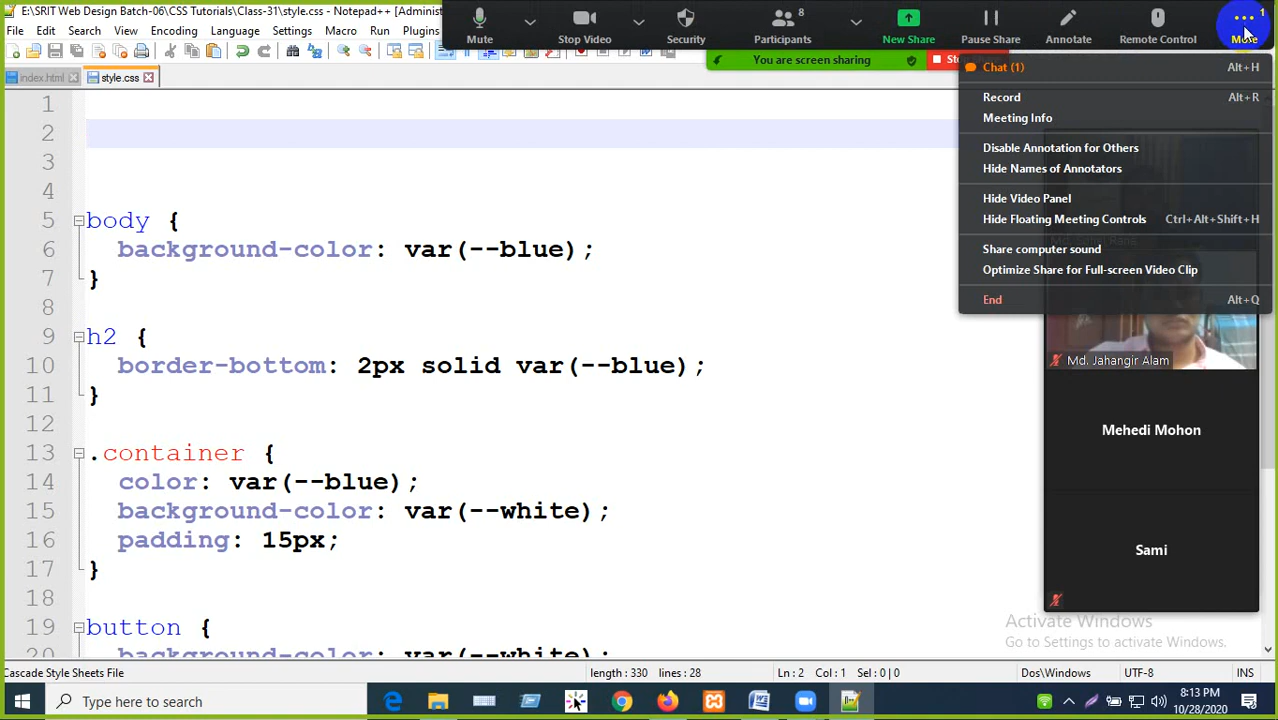 E:\SRIT Web Design Batch-06\CSS Tutorials\Class-31\style.css - Notepad++ [Administ
File Edit Search View Encoding Language Settings Macro Run Plugins
index.html
style.css
Mute
Stop Video
Security
8
Participants
New Share
Pause Share
Annotate
Remote Control
1
More
You are screen sharing
Chat (1) Alt+H
Record Alt+R
Meeting Info
Disable Annotation for Others
Hide Names of Annotators
Hide Video Panel
Hide Floating Meeting Controls Ctrl+Alt+Shift+H
Share computer sound
Optimize Share for Full-screen Video Clip
End Alt+Q
1
2
3
4
5 body {
6 background-color: var(--blue);
7 }
8
9 h2 {
10 border-bottom: 2px solid var(--blue);
11 }
12
13 .container {
14 color: var(--blue);
15 background-color: var(--white);
16 padding: 15px;
17 }
18
19 button {
20 background-color: var(--white);
Md. Jahangir Alam
Mehedi Mohon
Sami
Activate Windows
Go to Settings to activate Windows.
Cascade Style Sheets File length : 330 lines : 28 Ln : 2 Col : 1 Sel : 0 | 0 Dos\Windows UTF-8 INS
Type here to search
8:13 PM
10/28/2020